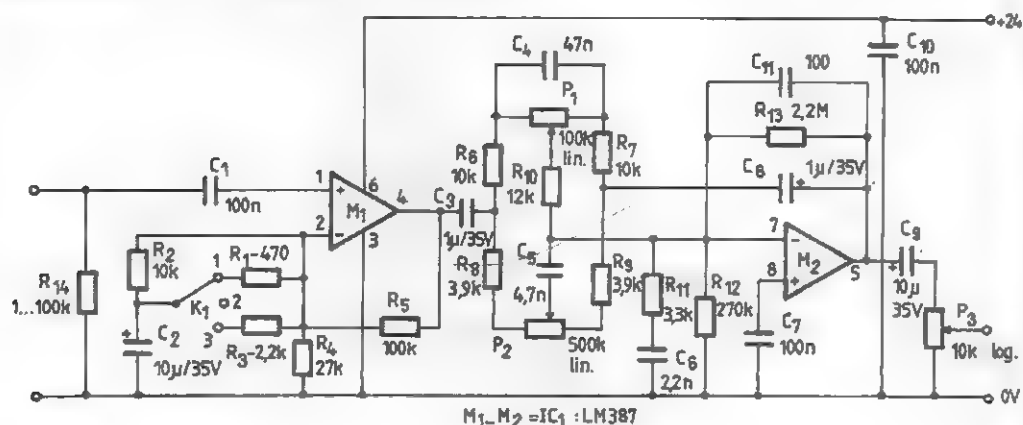 +24
C10
100n
C4
47n
P1
100k
lin.
R6
10k
R7
10k
R10
12k
C11
100
R13
2,2M
C8
1µ/35V
+
C1
100n
1
+
6
M1
4
2
-
3
C3
1µ/35V
R14
1...100k
R2
10k
R1-470
1
K1
2
3
R3-2,2k
C2
+
10µ/35V
R4
27k
R5
100k
R8
3,9k
C5
4,7n
P2
500k
lin.
R9
3,9k
R11
3,3k
C6
2,2n
R12
270k
7
-
M2
8
+
5
C7
100n
C9
+
10µ
35V
P3
10k
log.
0V
M1-M2=IC1:LM387